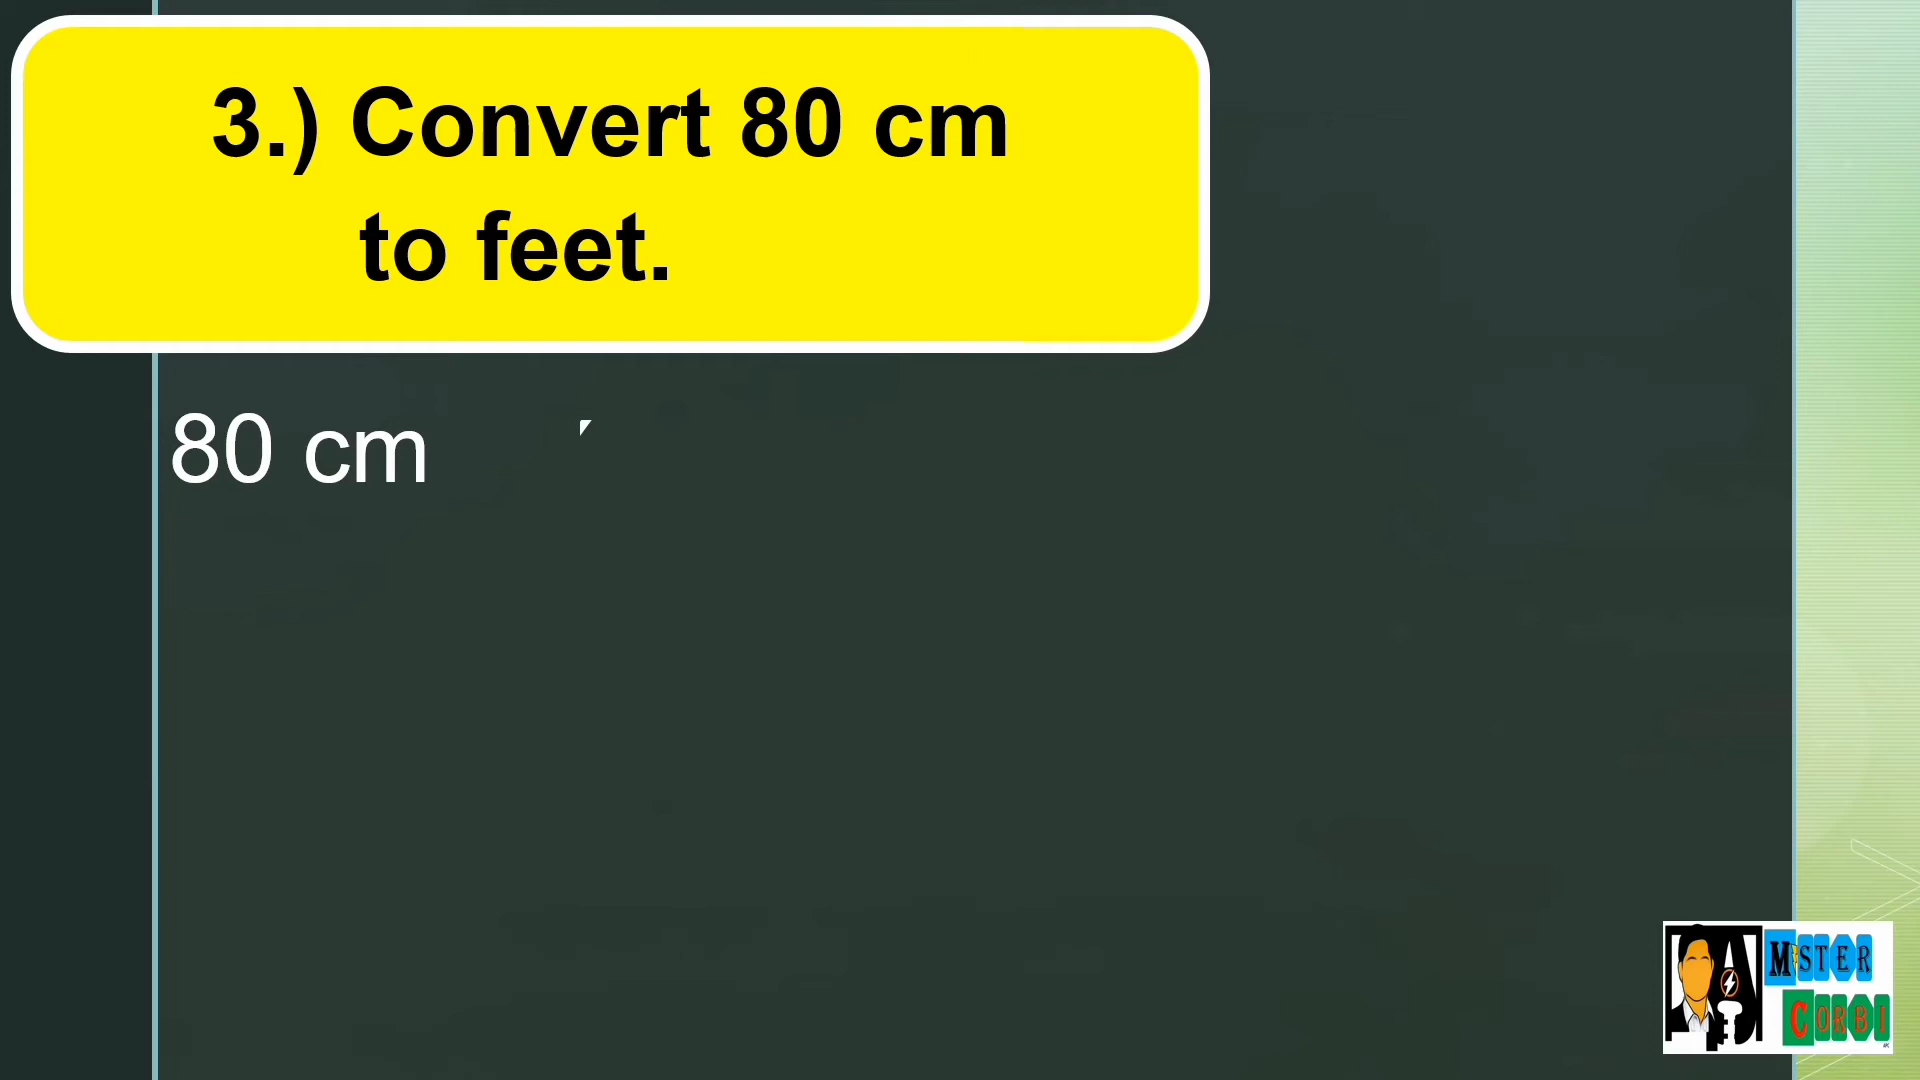 3.) Convert 80 cm
to feet.
80 cm
MISTER
CORBI